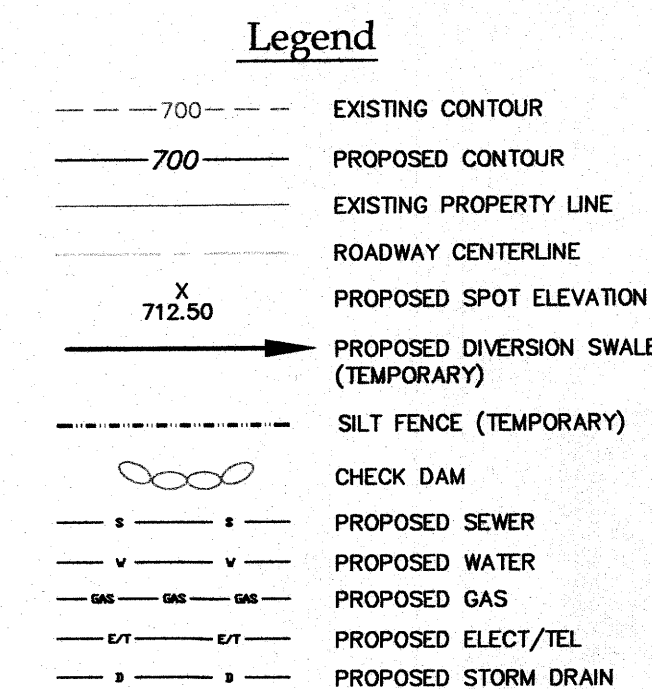 Legend
700 EXISTING CONTOUR
700 PROPOSED CONTOUR
EXISTING PROPERTY LINE
ROADWAY CENTERLINE
X
712.50 PROPOSED SPOT ELEVATION
PROPOSED DIVERSION SWALE
(TEMPORARY)
SILT FENCE (TEMPORARY)
CHECK DAM
S S PROPOSED SEWER
W W PROPOSED WATER
GAS GAS GAS PROPOSED GAS
E/T E/T PROPOSED ELECT/TEL
D D PROPOSED STORM DRAIN